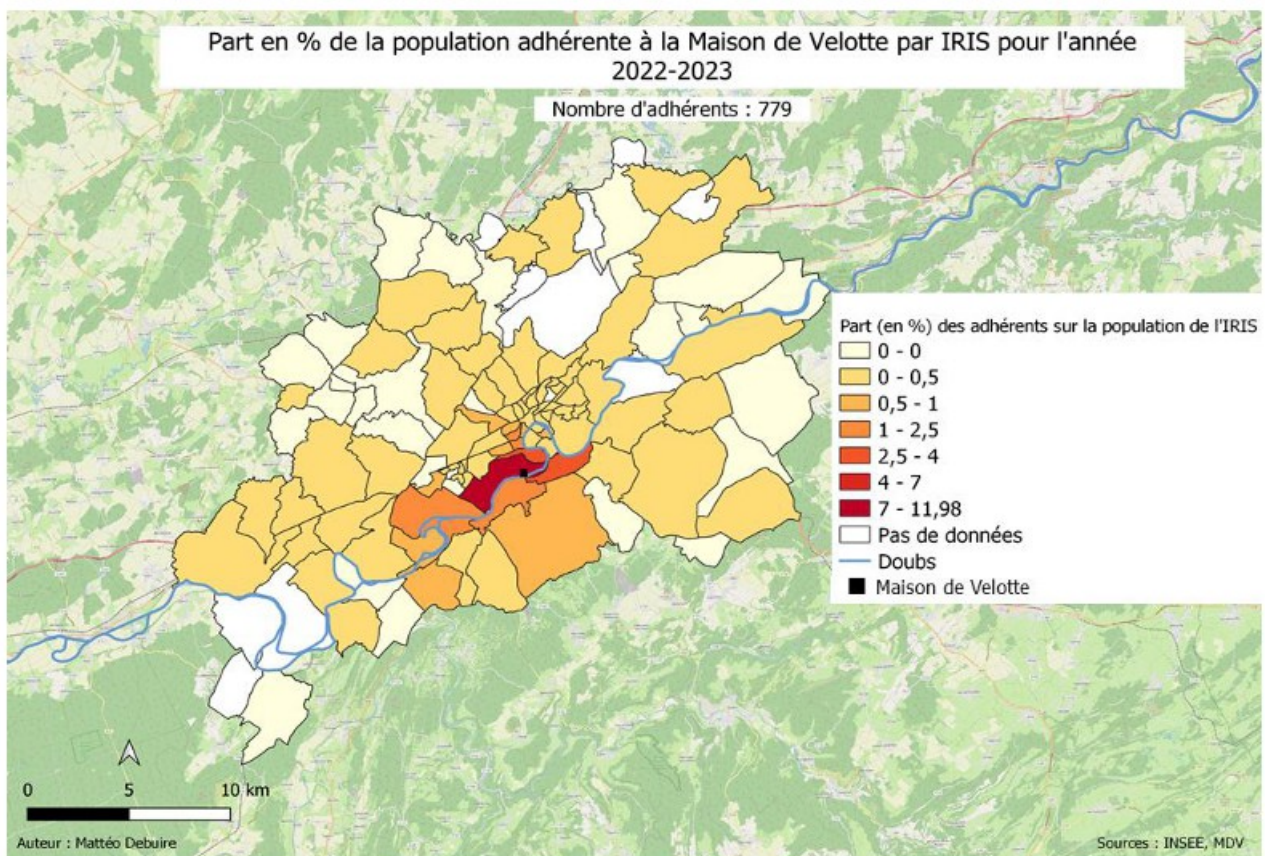 Part en % de la population adhérente à la Maison de Velotte par IRIS pour l'année
2022-2023
Nombre d'adhérents : 779
Part (en %) des adhérents sur la population de l'IRIS
0 - 0
0 - 0,5
0,5 - 1
1 - 2,5
2,5 - 4
4 - 7
7 - 11,98
Pas de données
Doubs
Maison de Velotte
0 5 10 km
Auteur : Mattéo Debuire
Sources : INSEE, MDV